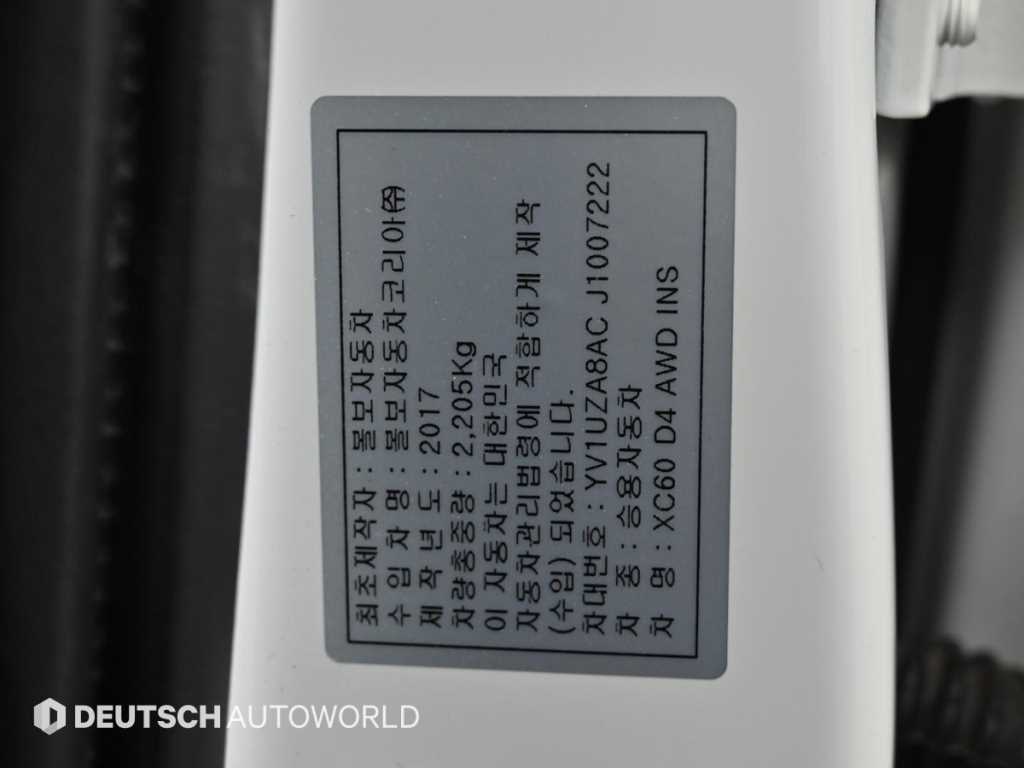 최초제작자 : 볼보자동차
수 입 차 명 : 볼보자동차코리아㈜
제 작 년 도 : 2017
차량총중량 : 2,205Kg
이 자동차는 대한민국
자동차관리법령에 적합하게 제작
(수입) 되었습니다.
차대번호 : YV1UZA8AC J1007222
차 종 : 승용자동차
차 명 : XC60 D4 AWD INS
DEUTSCH AUTOWORLD